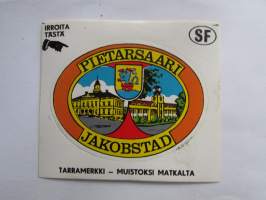 IRROITA
TÄSTÄ
SF
PIETARSAARI
JAKOBSTAD
TARRAMERKKI – MUISTOKSI MATKALTA